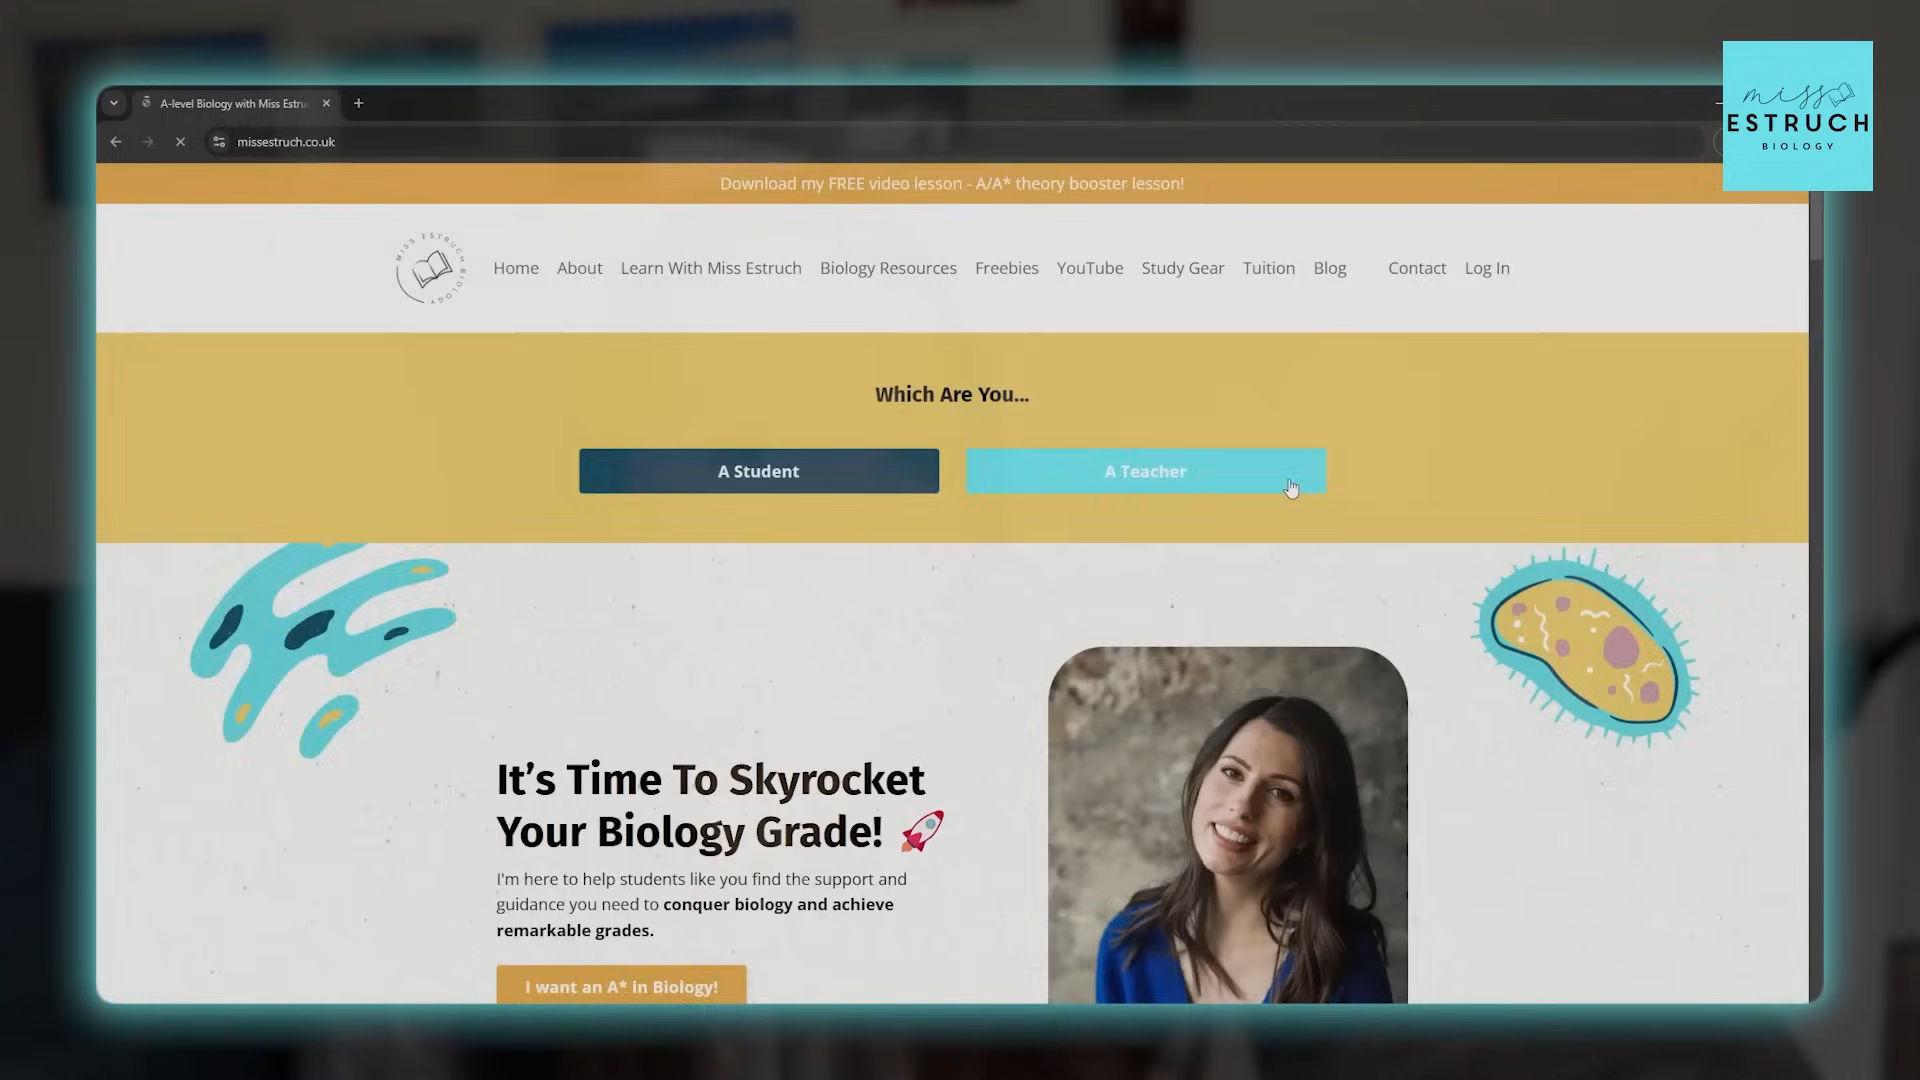 A-level Biology with Miss Estru
missestruch.co.uk
miss
ESTRUCH
BIOLOGY
Download my FREE video lesson - A/A* theory booster lesson!
MISS ESTRUCH BIOLOGY
Home About Learn With Miss Estruch Biology Resources Freebies YouTube Study Gear Tuition Blog Contact Log In
Which Are You...
A Student
A Teacher
It's Time To Skyrocket
Your Biology Grade! 🚀
I'm here to help students like you find the support and
guidance you need to conquer biology and achieve
remarkable grades.
I want an A* in Biology!